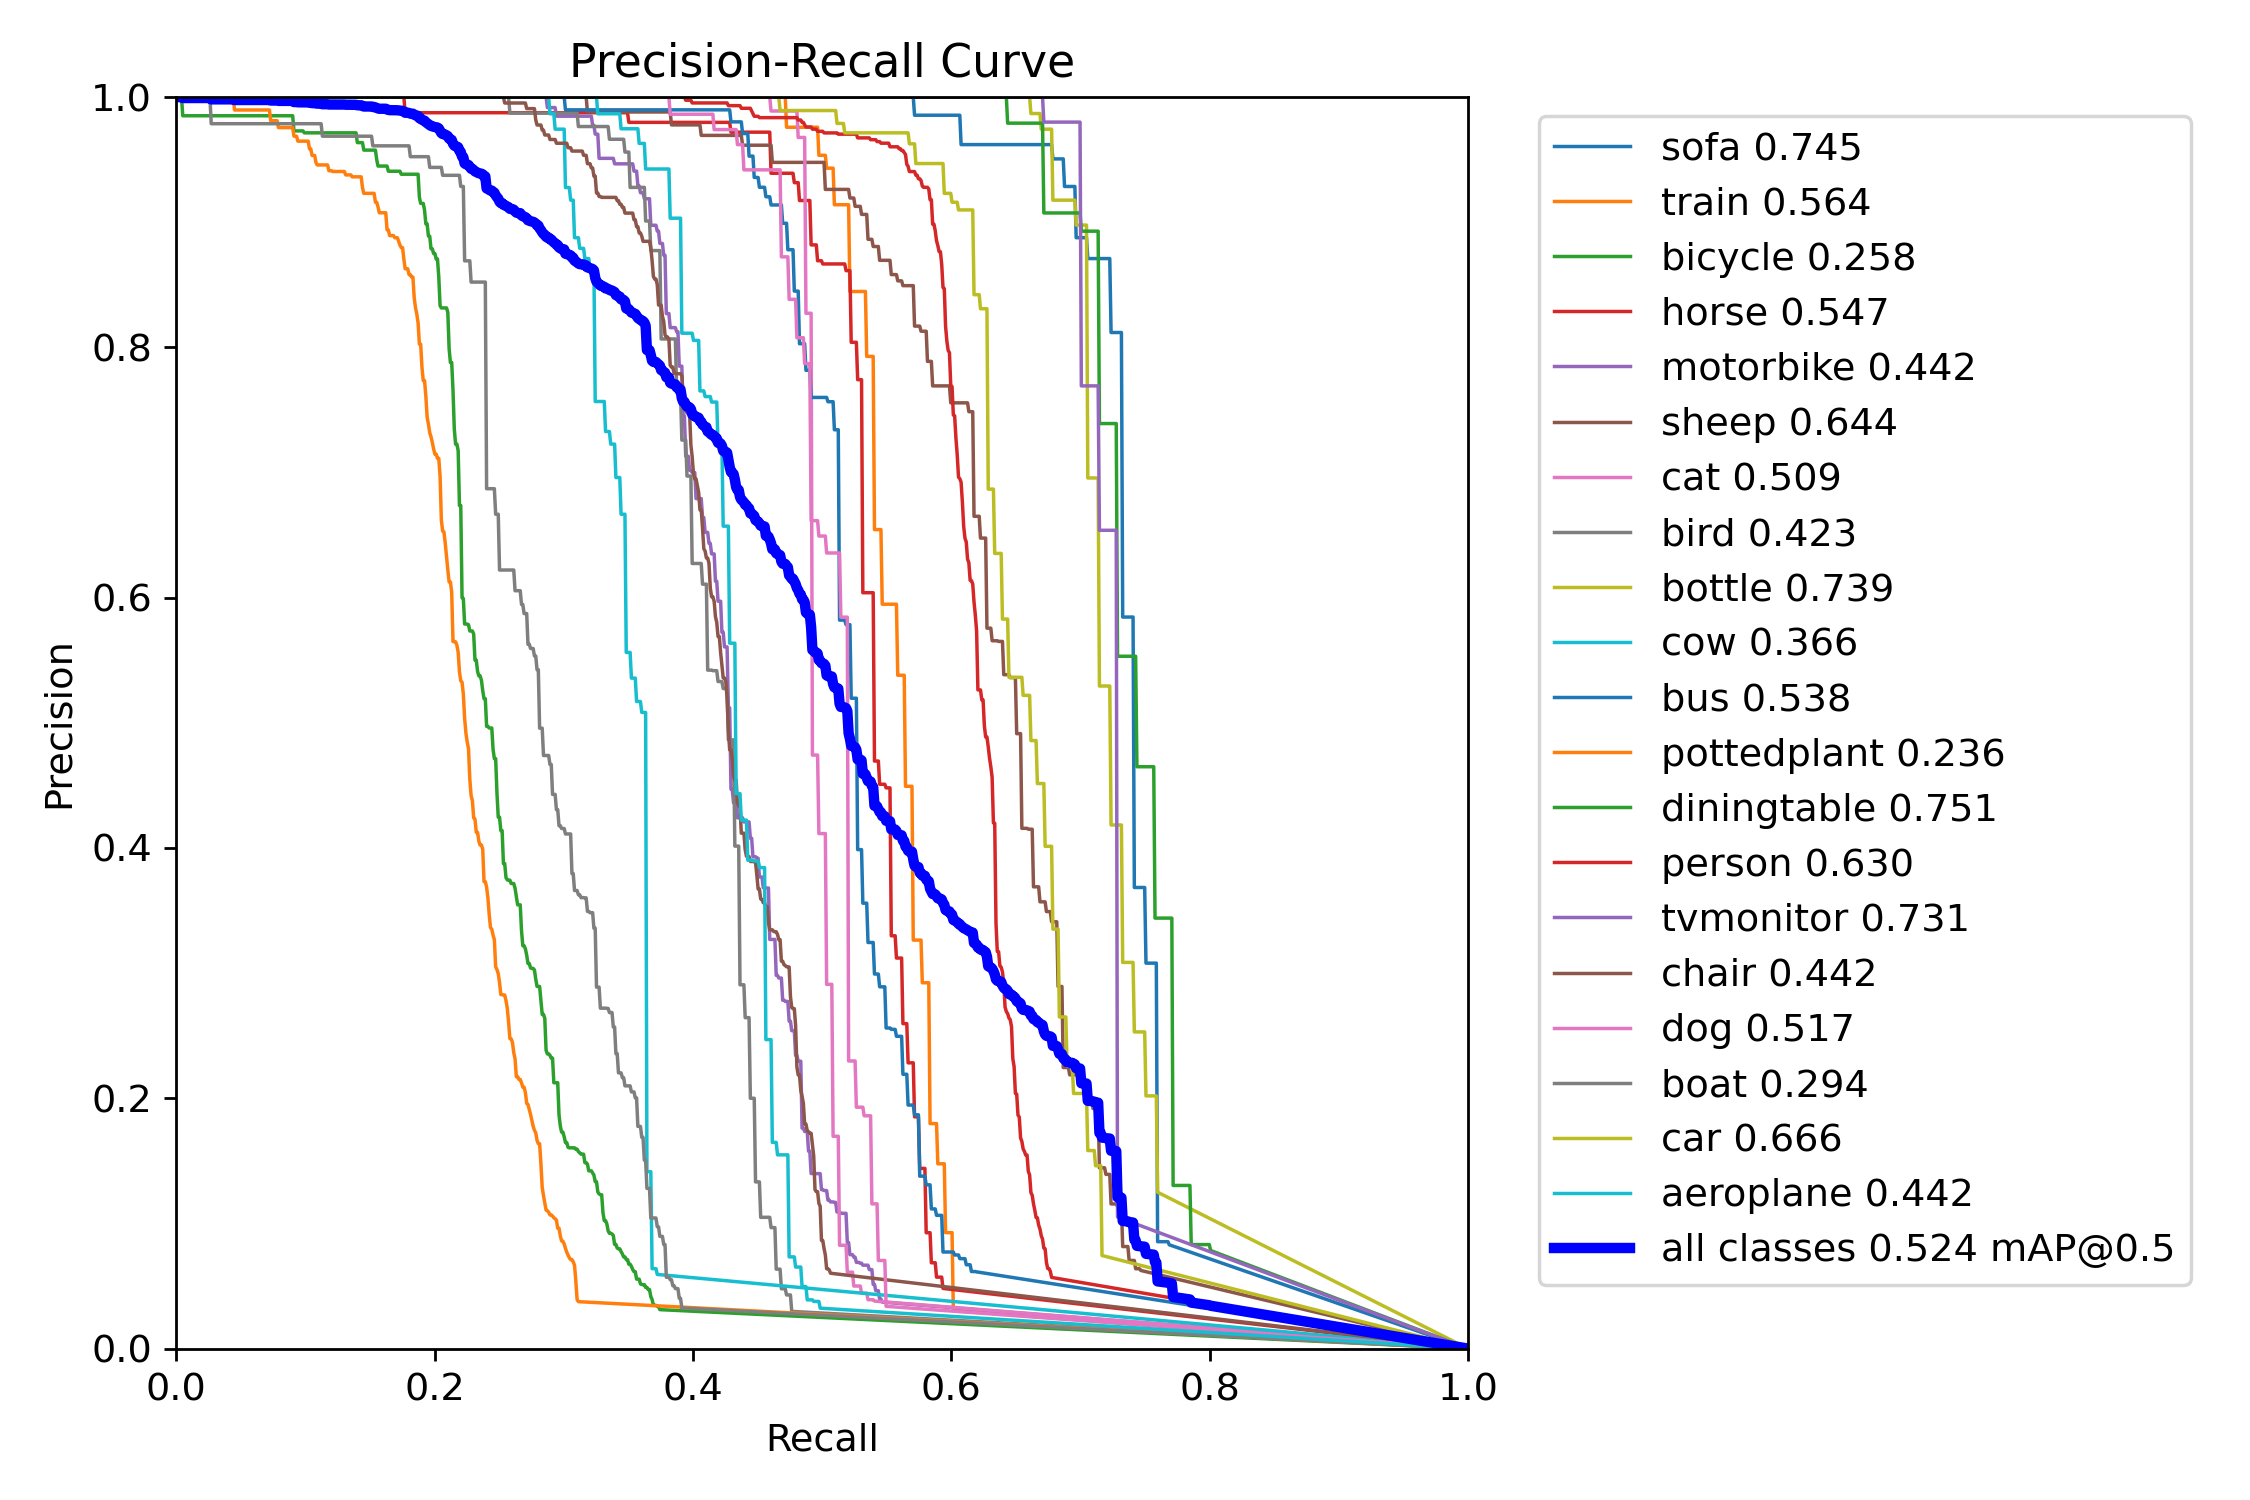 Precision-Recall Curve
1.0
0.8
0.6
0.4
0.2
0.0
Precision
0.0 0.2 0.4 0.6 0.8 1.0
Recall
sofa 0.745
train 0.564
bicycle 0.258
horse 0.547
motorbike 0.442
sheep 0.644
cat 0.509
bird 0.423
bottle 0.739
cow 0.366
bus 0.538
pottedplant 0.236
diningtable 0.751
person 0.630
tvmonitor 0.731
chair 0.442
dog 0.517
boat 0.294
car 0.666
aeroplane 0.442
all classes 0.524 mAP@0.5